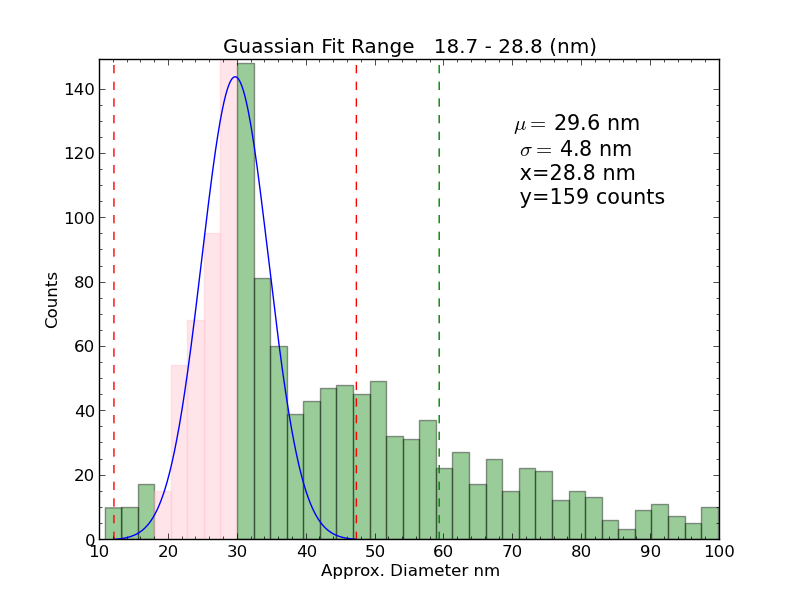 Guassian Fit Range 18.7 - 28.8 (nm)
μ = 29.6 nm
σ = 4.8 nm
x=28.8 nm
y=159 counts
Counts
140
120
100
80
60
40
20
0
10 20 30 40 50 60 70 80 90 100
Approx. Diameter nm